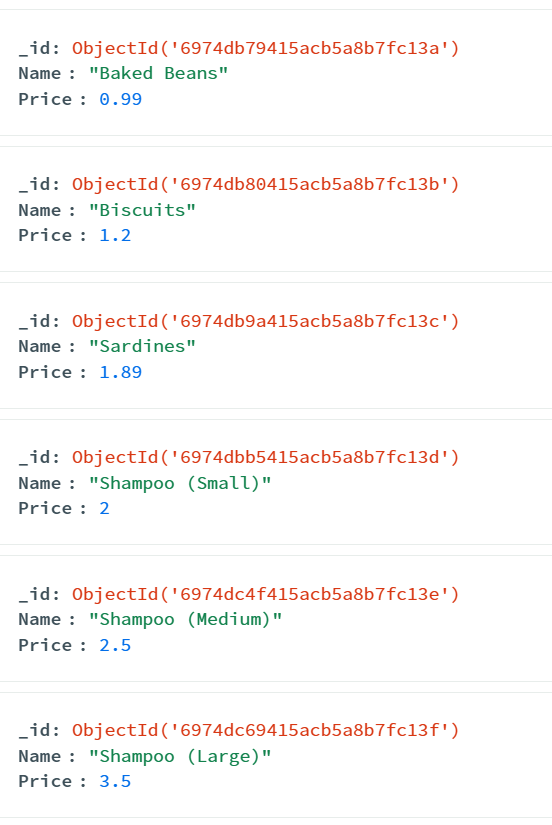 _id: ObjectId('6974db79415acb5a8b7fc13a')
Name : "Baked Beans"
Price : 0.99
_id: ObjectId('6974db80415acb5a8b7fc13b')
Name : "Biscuits"
Price : 1.2
_id: ObjectId('6974db9a415acb5a8b7fc13c')
Name : "Sardines"
Price : 1.89
_id: ObjectId('6974dbb5415acb5a8b7fc13d')
Name : "Shampoo (Small)"
Price : 2
_id: ObjectId('6974dc4f415acb5a8b7fc13e')
Name : "Shampoo (Medium)"
Price : 2.5
_id: ObjectId('6974dc69415acb5a8b7fc13f')
Name : "Shampoo (Large)"
Price : 3.5